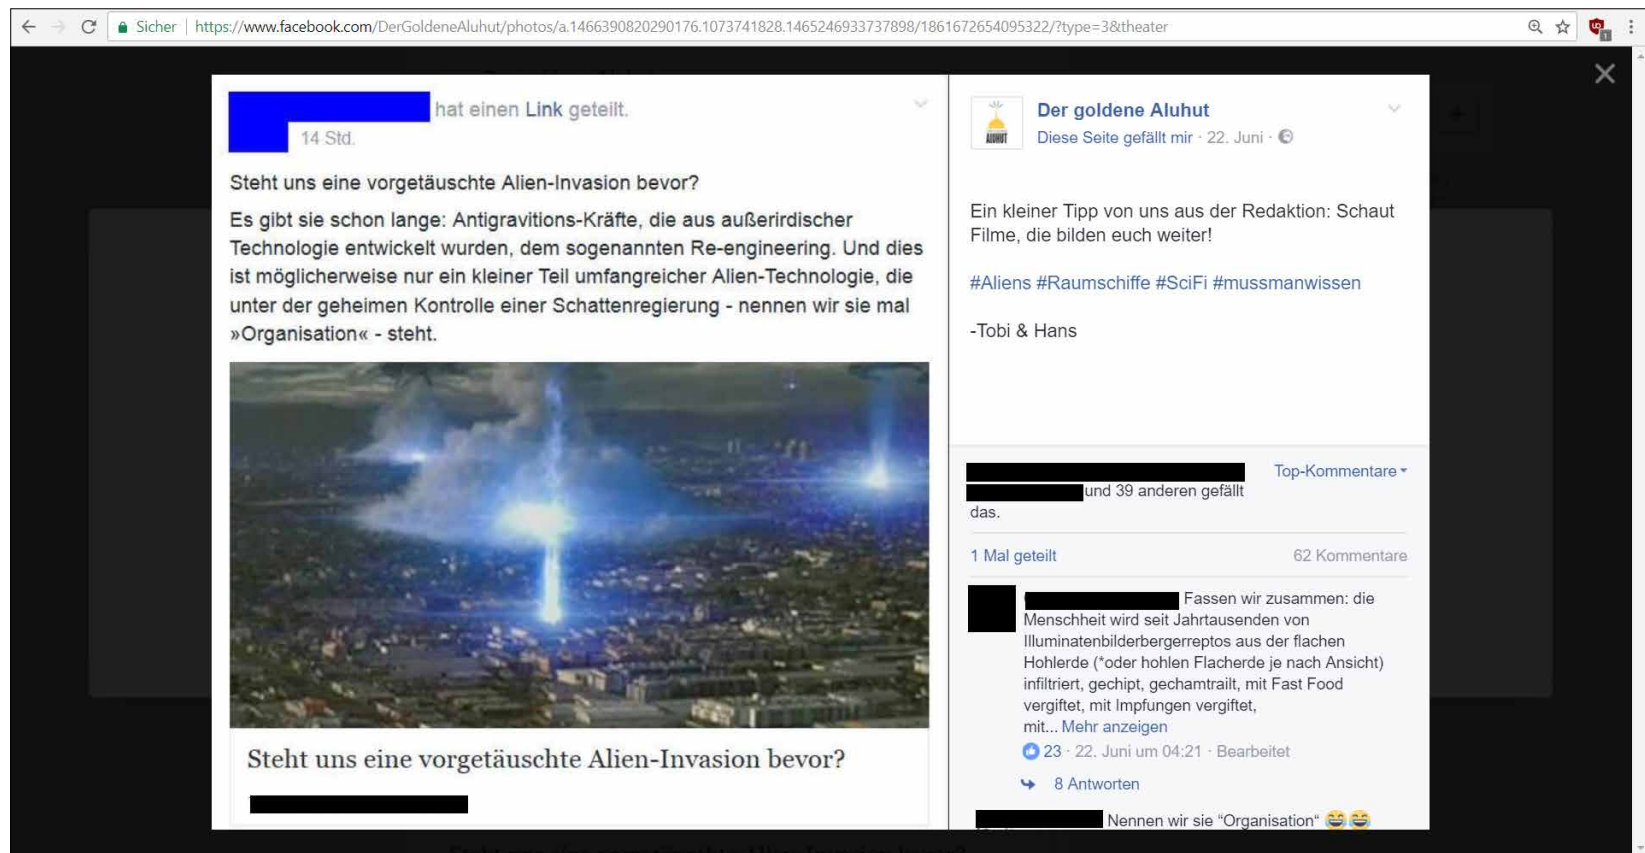 Sicher | https://www.facebook.com/DerGoldeneAluhut/photos/a.1466390820290176.1073741828.1465246933737898/1861672654095322/?type=3&theater
hat einen Link geteilt.
14 Std.
Steht uns eine vorgetäuschte Alien-Invasion bevor?
Es gibt sie schon lange: Antigravitions-Kräfte, die aus außerirdischer
Technologie entwickelt wurden, dem sogenannten Re-engineering. Und dies
ist möglicherweise nur ein kleiner Teil umfangreicher Alien-Technologie, die
unter der geheimen Kontrolle einer Schattenregierung - nennen wir sie mal
»Organisation« - steht.
Steht uns eine vorgetäuschte Alien-Invasion bevor?
ALUHUT
Der goldene Aluhut
Diese Seite gefällt mir · 22. Juni ·
Ein kleiner Tipp von uns aus der Redaktion: Schaut
Filme, die bilden euch weiter!
#Aliens #Raumschiffe #SciFi #mussmanwissen
-Tobi & Hans
Top-Kommentare
und 39 anderen gefällt
das.
1 Mal geteilt
62 Kommentare
Fassen wir zusammen: die
Menschheit wird seit Jahrtausenden von
Illuminatenbilderbergerreptos aus der flachen
Hohlerde (*oder hohlen Flacherde je nach Ansicht)
infiltriert, gechipt, gechamtrailt, mit Fast Food
vergiftet, mit Impfungen vergiftet,
mit... Mehr anzeigen
23 · 22. Juni um 04:21 · Bearbeitet
8 Antworten
Nennen wir sie “Organisation“ 😂😂